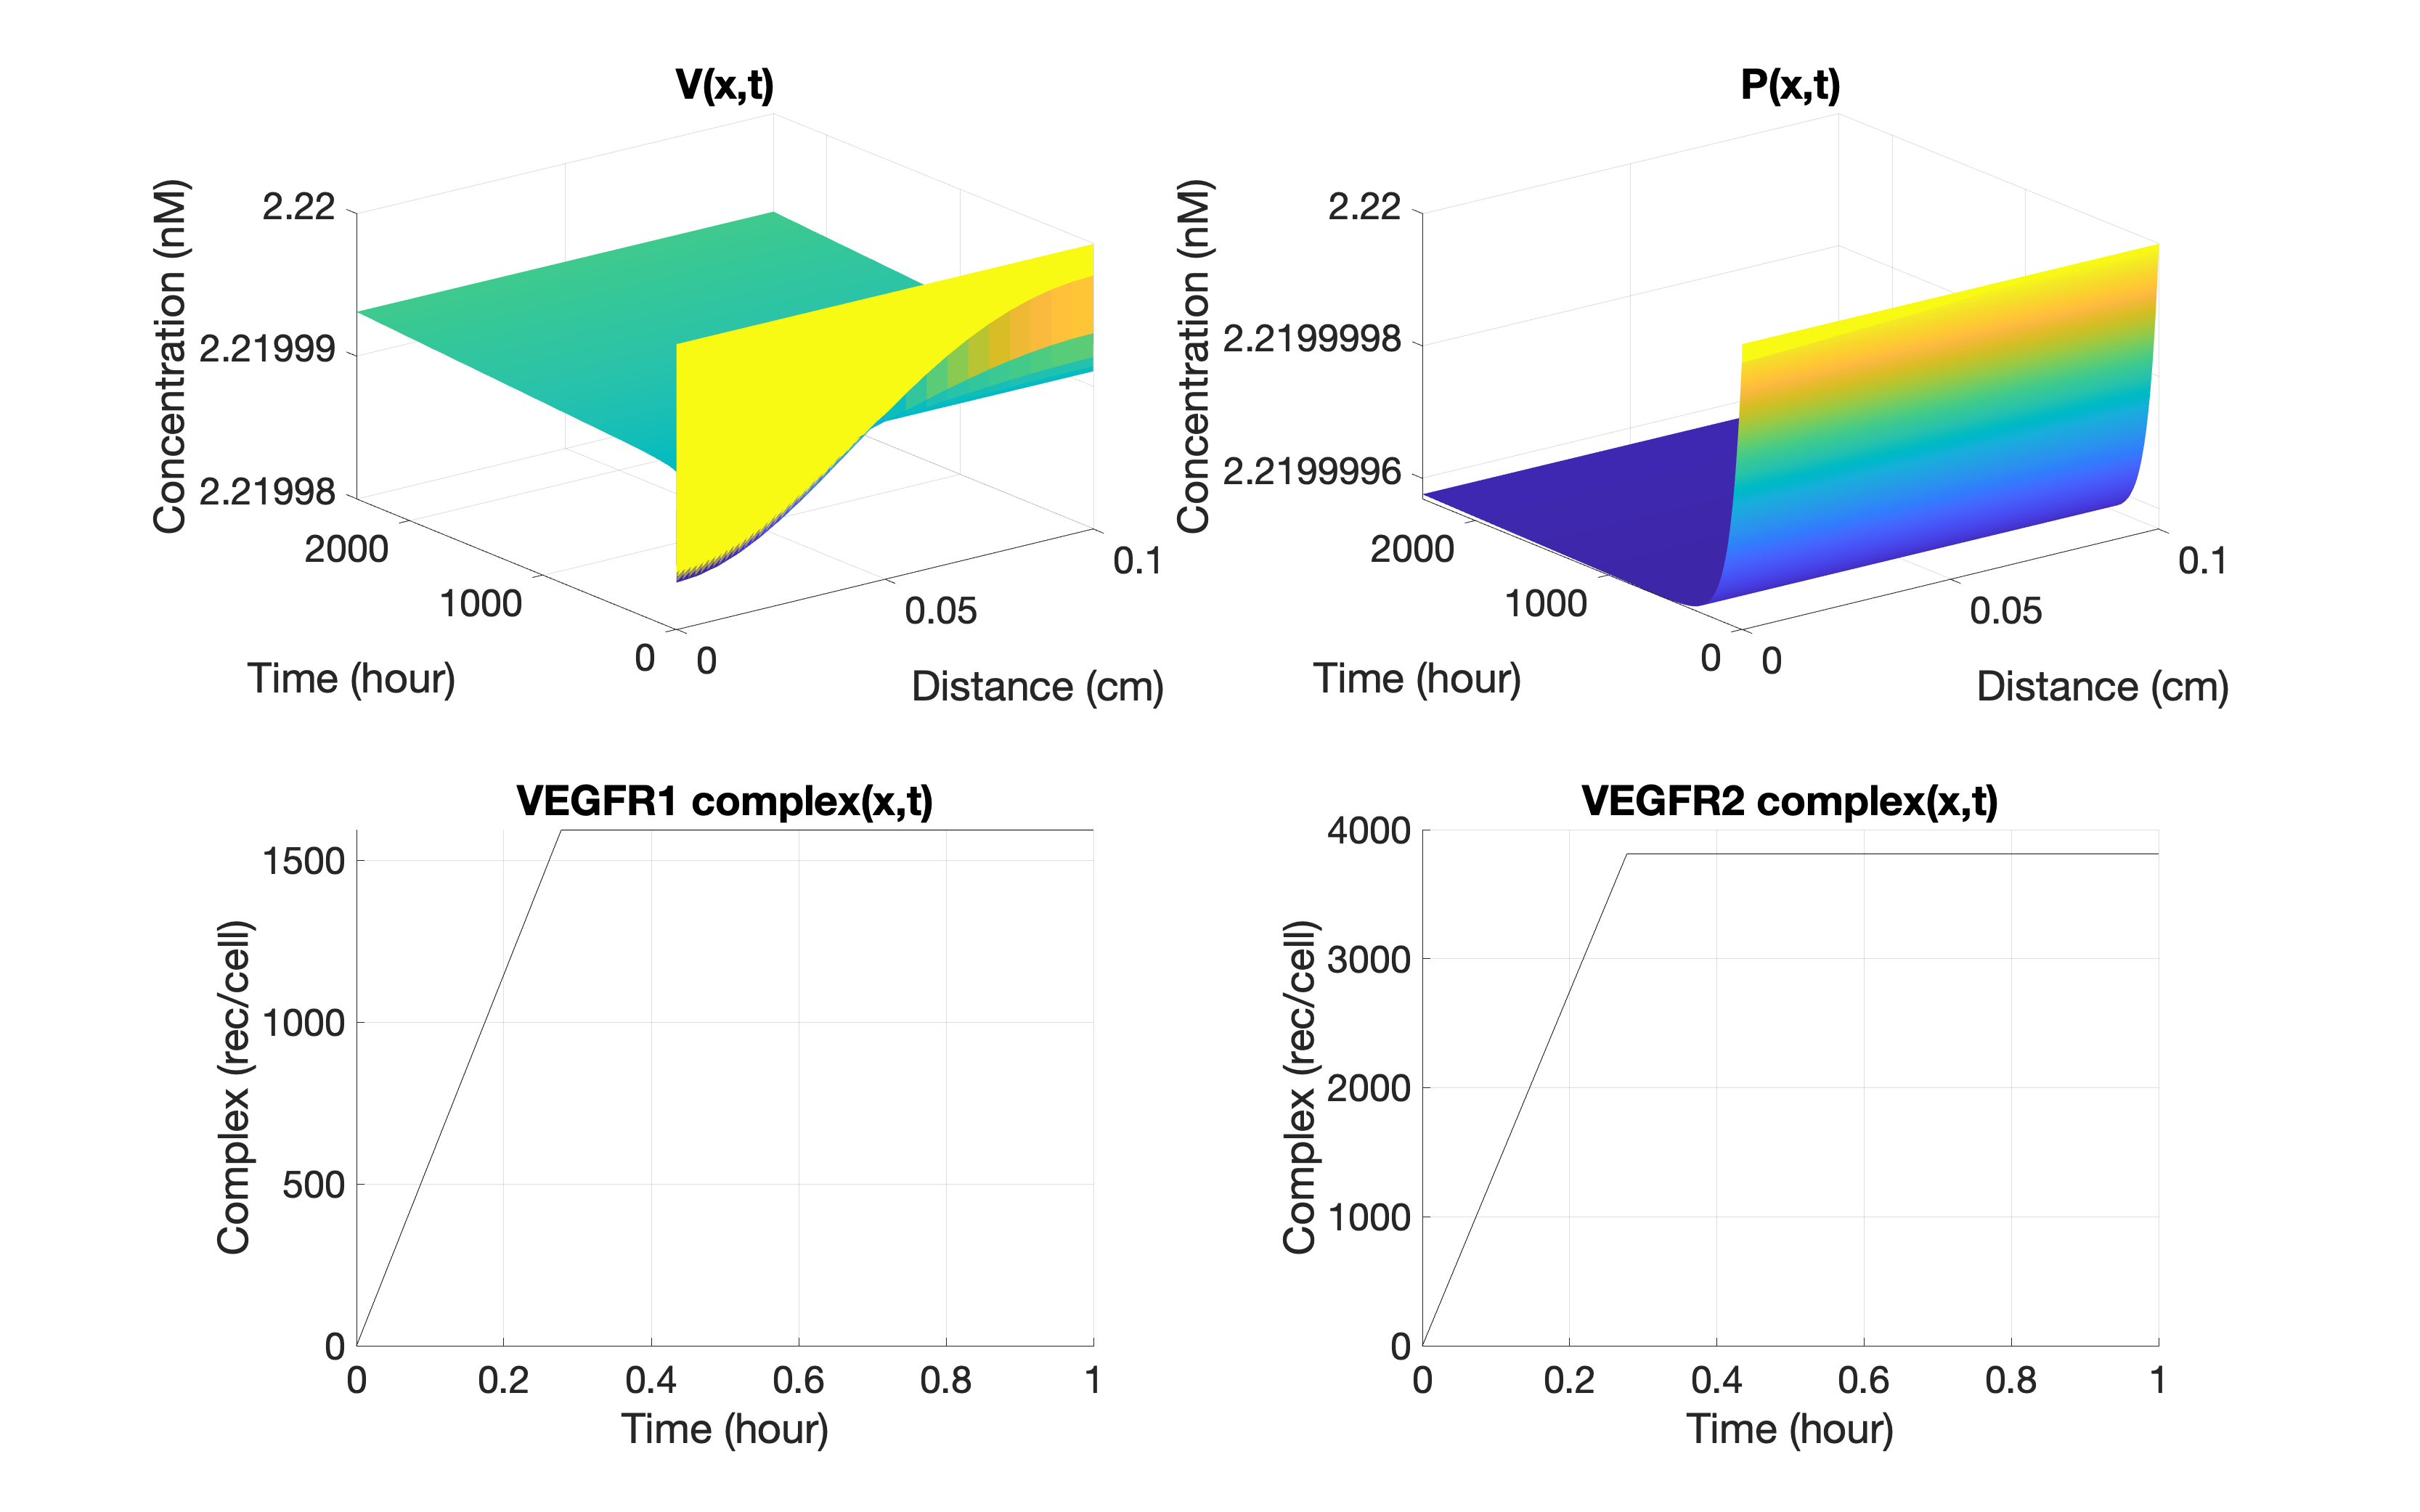 V(x,t)
Concentration (nM)
2.22
2.21999
2.21998
2000
1000
0
Time (hour)
0
0.05
0.1
Distance (cm)
P(x,t)
Concentration (nM)
2.22
2.2199998
2.2199996
2000
1000
0
Time (hour)
0
0.05
0.1
Distance (cm)
VEGFR1 complex(x,t)
Complex (rec/cell)
1500
1000
500
0
0 0.2 0.4 0.6 0.8 1
Time (hour)
VEGFR2 complex(x,t)
Complex (rec/cell)
4000
3000
2000
1000
0
0 0.2 0.4 0.6 0.8 1
Time (hour)